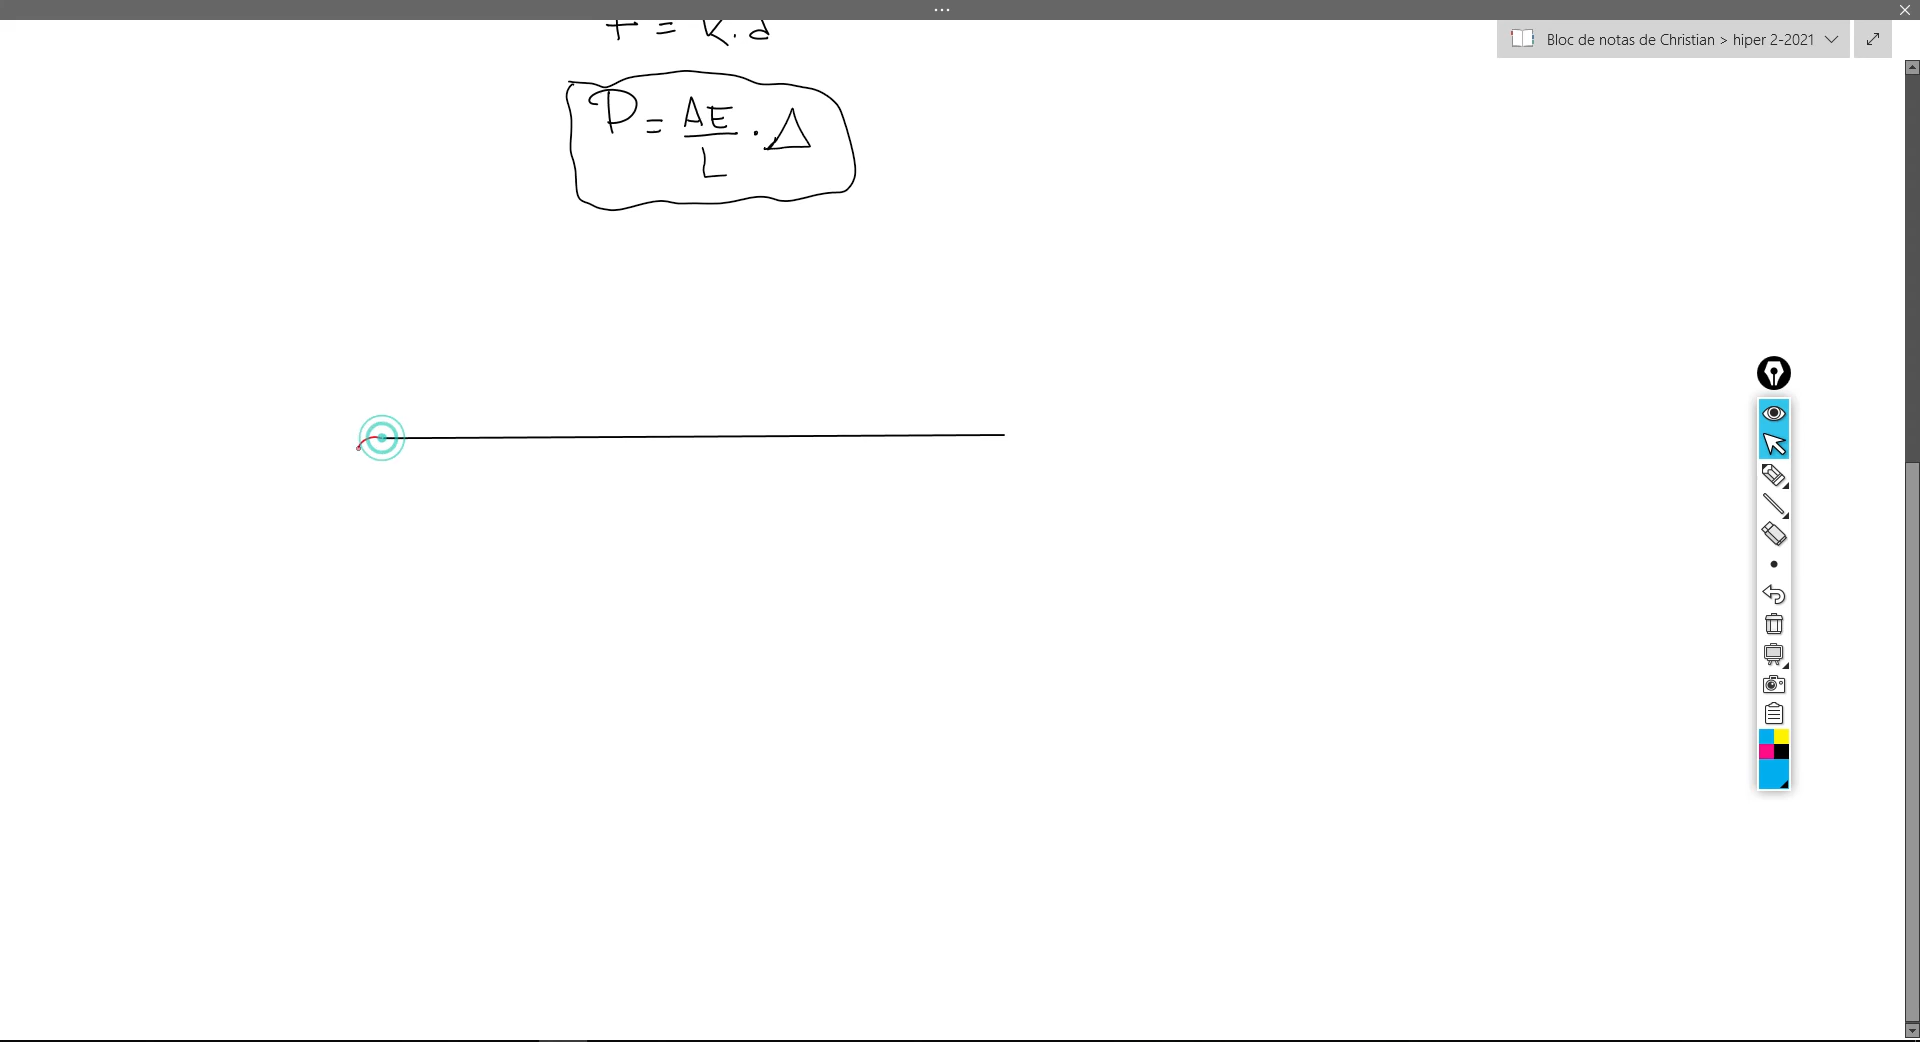 F = K.d
Bloc de notas de Christian > hiper 2-2021
P = AE/L . Δ